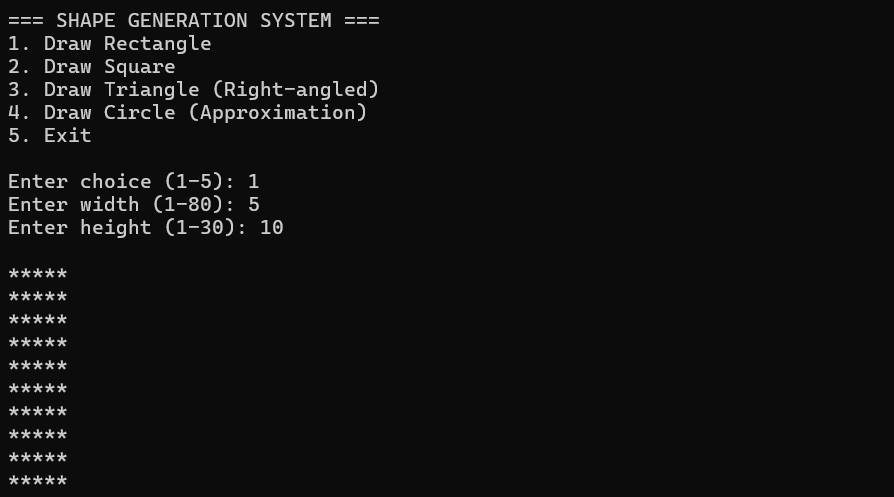 === SHAPE GENERATION SYSTEM ===
1. Draw Rectangle
2. Draw Square
3. Draw Triangle (Right-angled)
4. Draw Circle (Approximation)
5. Exit

Enter choice (1-5): 1
Enter width (1-80): 5
Enter height (1-30): 10

*****
*****
*****
*****
*****
*****
*****
*****
*****
*****